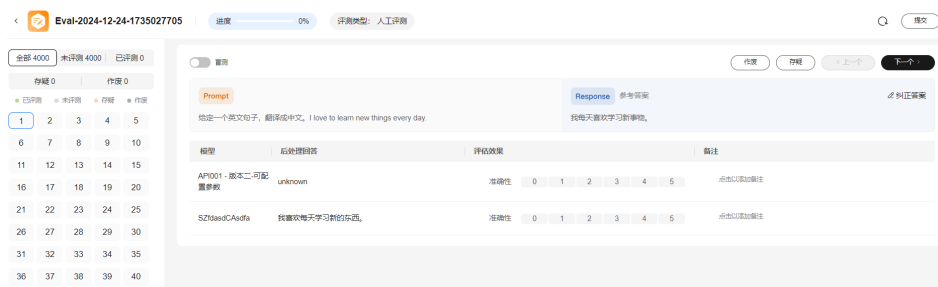 Eval-2024-12-24-1735027705
进度 0%
评测类型: 人工评测
提交
全部 4000 未评测 4000 已评测 0
存疑 0 作废 0
已评测 未评测 存疑 作废
1 2 3 4 5
6 7 8 9 10
11 12 13 14 15
16 17 18 19 20
21 22 23 24 25
26 27 28 29 30
31 32 33 34 35
36 37 38 39 40
盲测
作废 存疑 上一个 下一个
Prompt
给定一个英文句子，翻译成中文。I love to learn new things every day.
Response 参考答案
纠正答案
我每天喜欢学习新事物。
模型 后处理回答 评估效果 备注
API001 - 版本二-可配
置参数
unknown
准确性 0 1 2 3 4 5
点击以添加备注
SZfdasdCAsdfa 我喜欢每天学习新的东西。
准确性 0 1 2 3 4 5
点击以添加备注